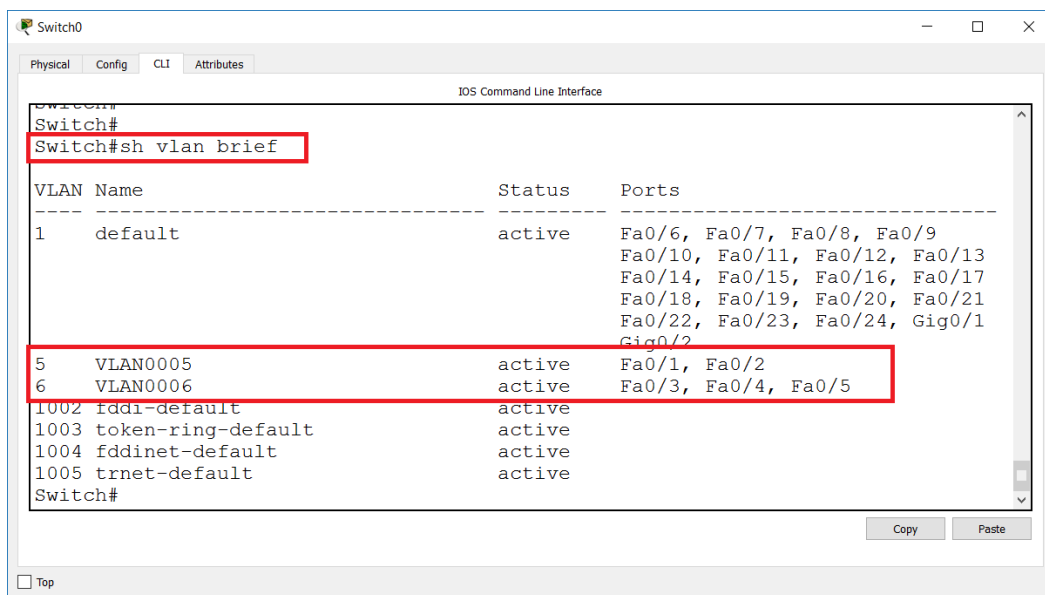 Switch0
Physical Config CLI Attributes
IOS Command Line Interface
Switch#
Switch#
Switch#sh vlan brief
VLAN Name Status Ports
---- -------------------------------- --------- -------------------------------
1 default active Fa0/6, Fa0/7, Fa0/8, Fa0/9
Fa0/10, Fa0/11, Fa0/12, Fa0/13
Fa0/14, Fa0/15, Fa0/16, Fa0/17
Fa0/18, Fa0/19, Fa0/20, Fa0/21
Fa0/22, Fa0/23, Fa0/24, Gig0/1
Gig0/2
5 VLAN0005 active Fa0/1, Fa0/2
6 VLAN0006 active Fa0/3, Fa0/4, Fa0/5
1002 fddi-default active
1003 token-ring-default active
1004 fddinet-default active
1005 trnet-default active
Switch#
Copy Paste
Top